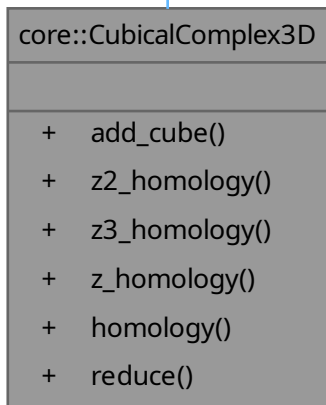 core::CubicalComplex3D
+ add_cube()
+ z2_homology()
+ z3_homology()
+ z_homology()
+ homology()
+ reduce()